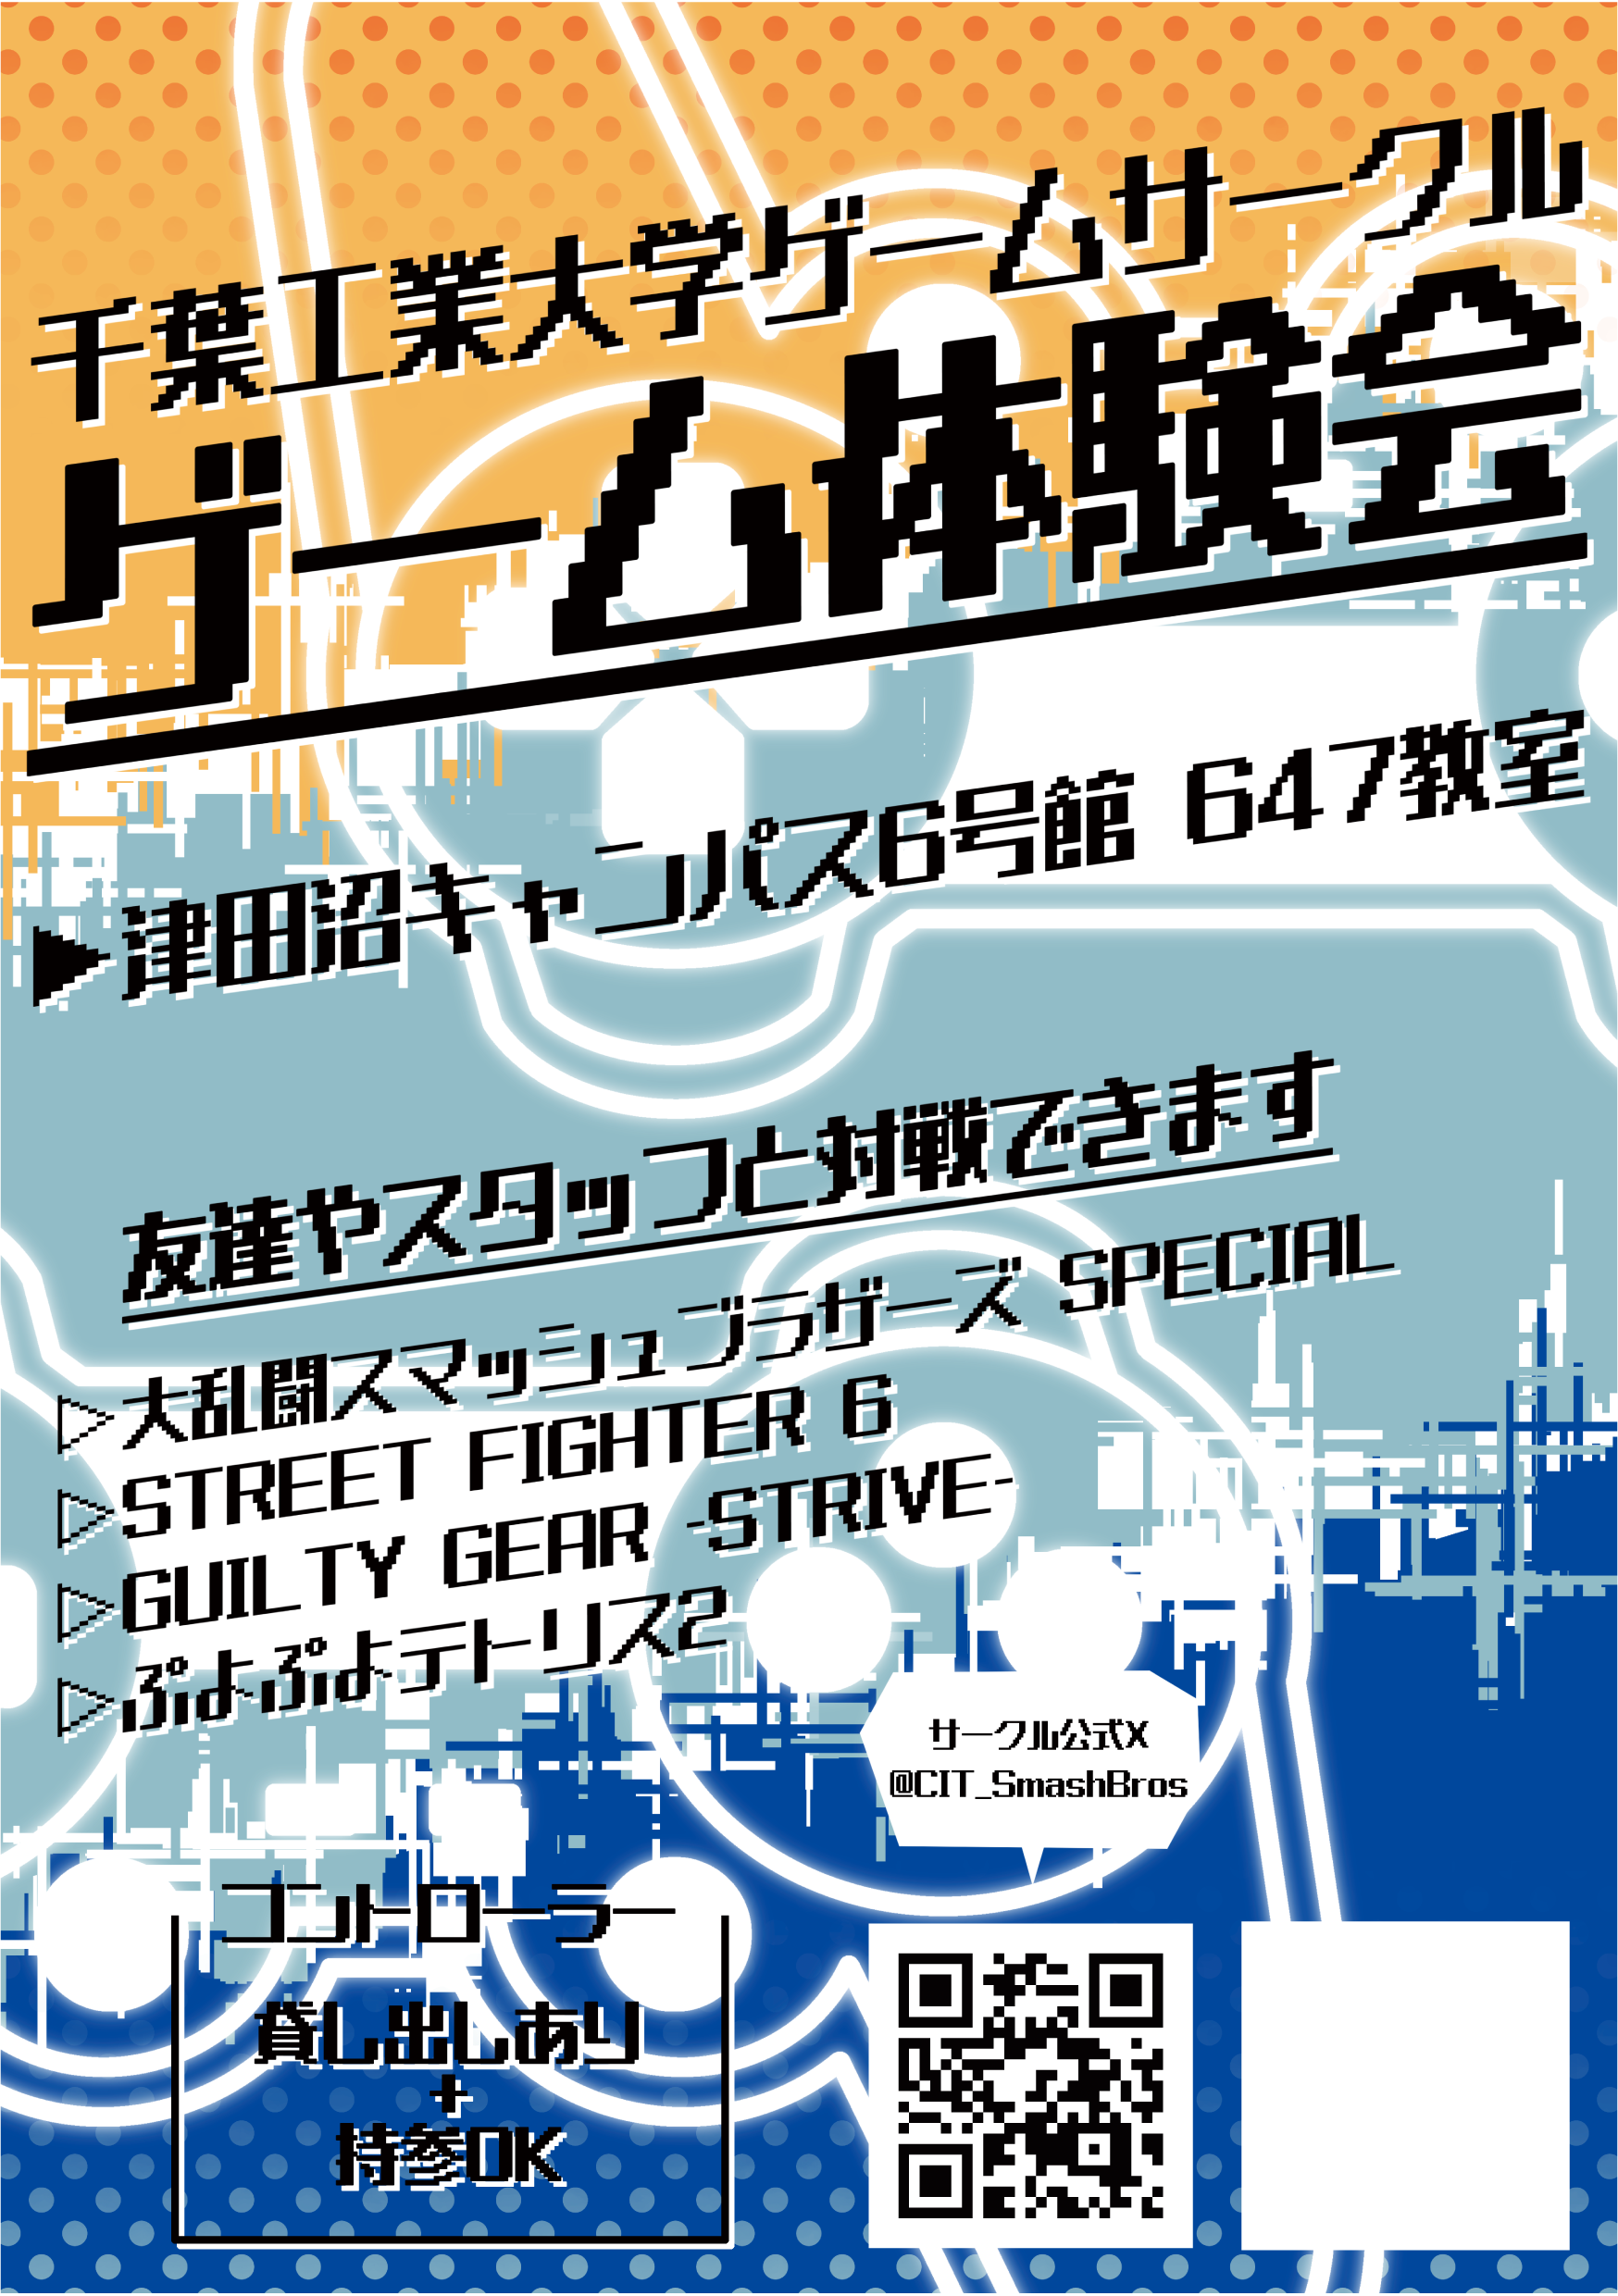 千葉工業大学ゲームサークル
ゲーム体験会
▶津田沼キャンパス6号館 647教室
友達やスタッフと対戦できます
▷大乱闘スマッシュブラザーズ SPECIAL
▷STREET FIGHTER 6
▷GUILTY GEAR -STRIVE-
▷ぷよぷよテトリス2
サークル公式X
@CIT_SmashBros
コントローラー
貸し出しあり
+
持参OK